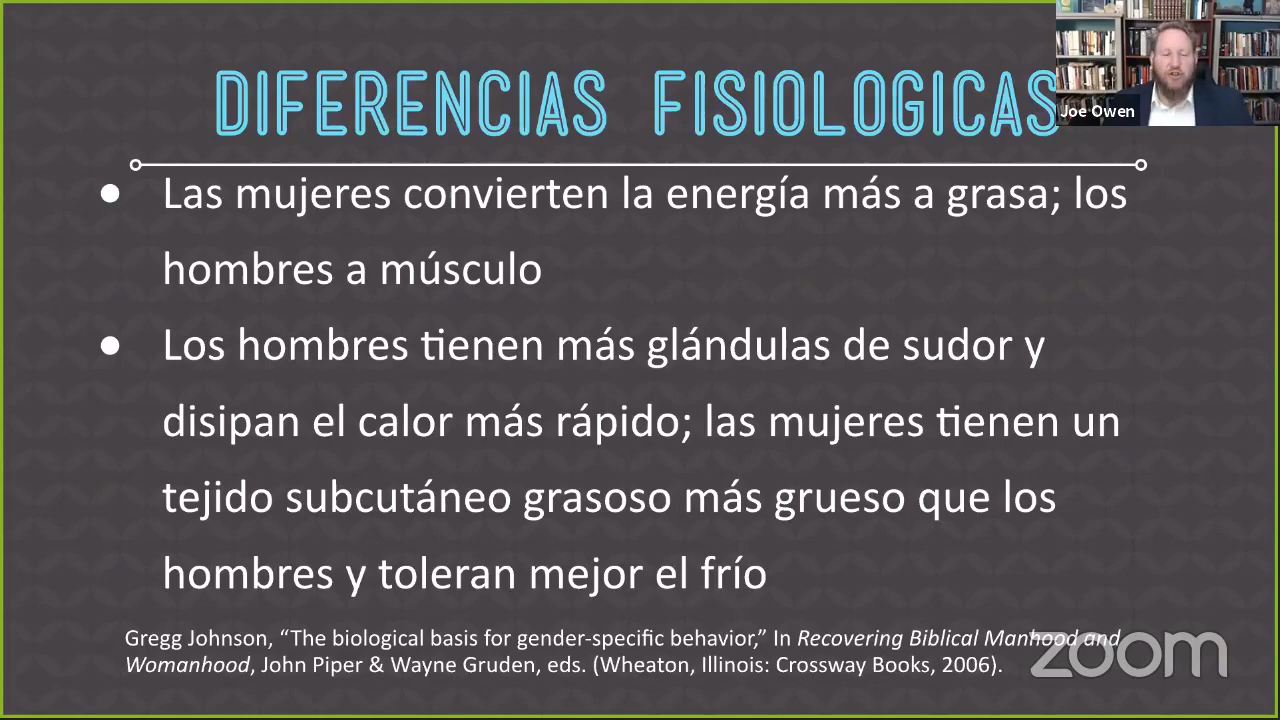 DIFERENCIAS FISIOLOGICAS
Joe Owen
● Las mujeres convierten la energía más a grasa; los
hombres a músculo
● Los hombres tienen más glándulas de sudor y
disipan el calor más rápido; las mujeres tienen un
tejido subcutáneo grasoso más grueso que los
hombres y toleran mejor el frío
Gregg Johnson, “The biological basis for gender-specific behavior,” In Recovering Biblical Manhood and
Womanhood, John Piper & Wayne Gruden, eds. (Wheaton, Illinois: Crossway Books, 2006).
zoom